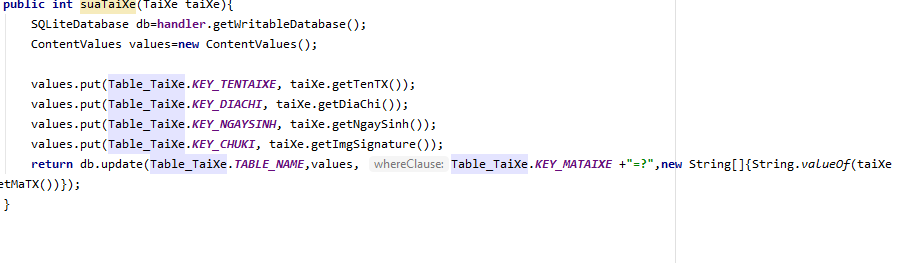 public int suaTaiXe(TaiXe taiXe){
SQLiteDatabase db=handler.getWritableDatabase();
ContentValues values=new ContentValues();
values.put(Table_TaiXe.KEY_TENTAIXE, taiXe.getTenTX());
values.put(Table_TaiXe.KEY_DIACHI, taiXe.getDiaChi());
values.put(Table_TaiXe.KEY_NGAYSINH, taiXe.getNgaySinh());
values.put(Table_TaiXe.KEY_CHUKI, taiXe.getImgSignature());
return db.update(Table_TaiXe.TABLE_NAME,values, whereClause: Table_TaiXe.KEY_MATAIXE +"=?",new String[]{String.valueOf(taiXe
etMaTX())});
}